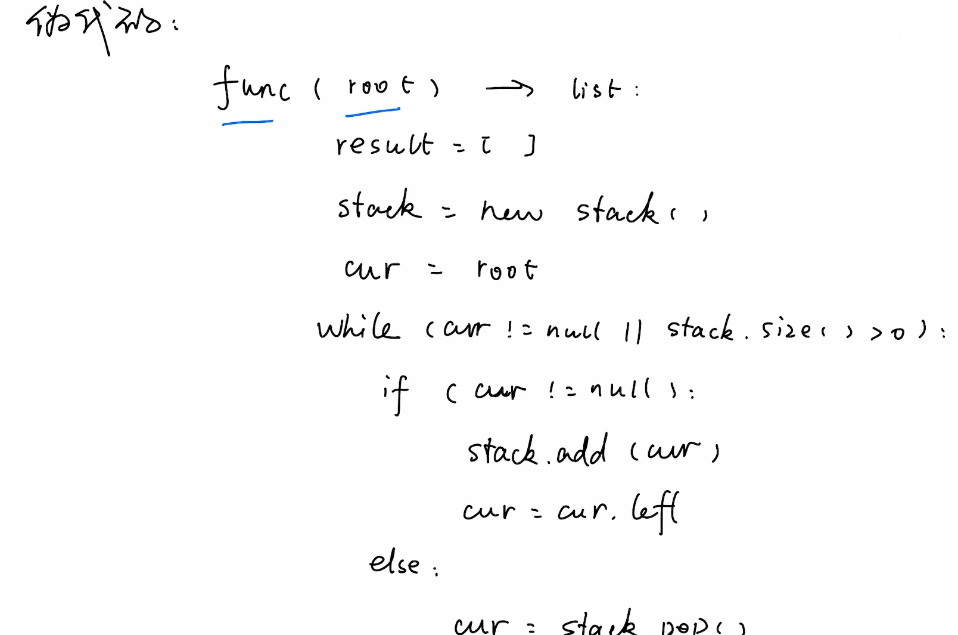 伪代码:
func ( root ) → list :
result = [ ]
stack = new stack( )
cur = root
while (cur != null || stack.size( ) > 0 ) :
if ( cur != null ) :
stack.add (cur)
cur = cur.left
else :
cur = stack.pop( )